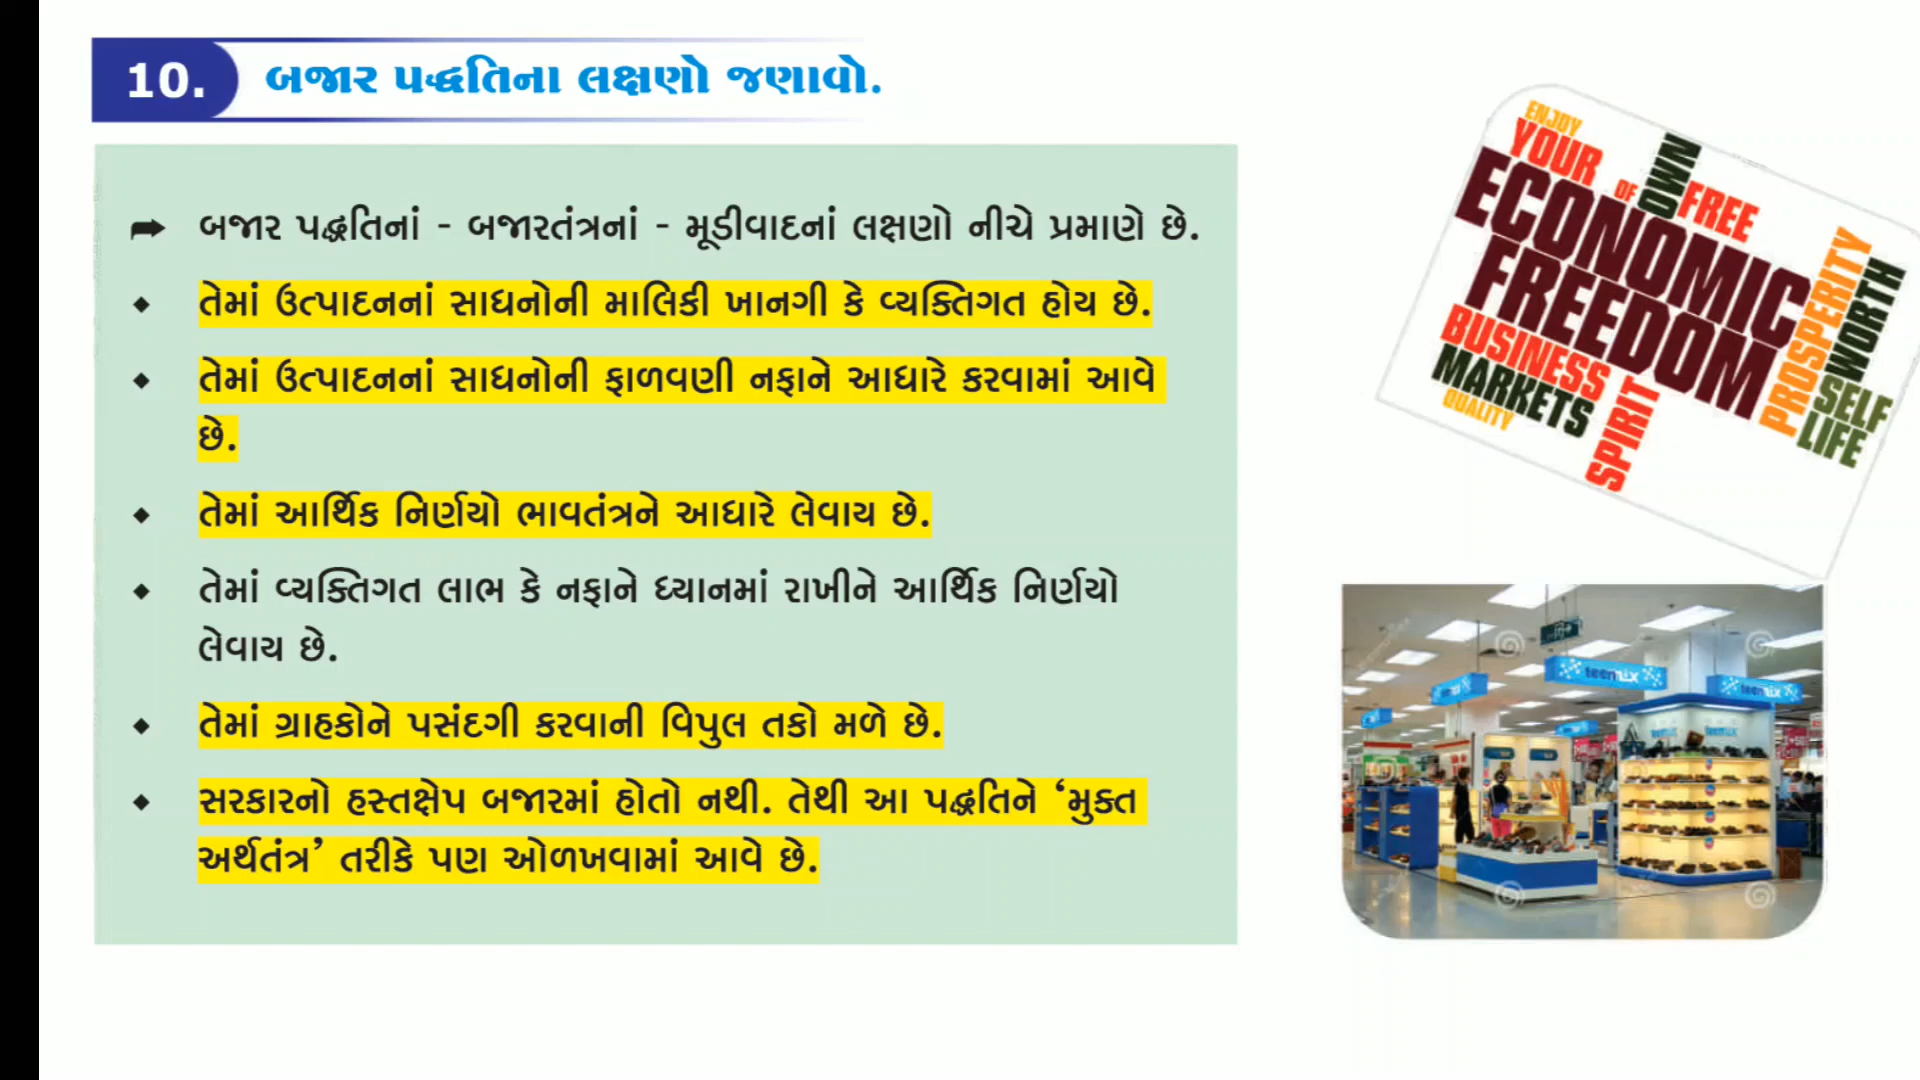 10. બજાર પદ્ધતિના લક્ષણો જણાવો.
➡ બજાર પદ્ધતિનાં - બજારતંત્રનાં - મૂડીવાદનાં લક્ષણો નીચે પ્રમાણે છે.
◆ તેમાં ઉત્પાદનનાં સાધનોની માલિકી ખાનગી કે વ્યક્તિગત હોય છે.
◆ તેમાં ઉત્પાદનનાં સાધનોની ફાળવણી નફાને આધારે કરવામાં આવે
છે.
◆ તેમાં આર્થિક નિર્ણયો ભાવતંત્રને આધારે લેવાય છે.
◆ તેમાં વ્યક્તિગત લાભ કે નફાને ધ્યાનમાં રાખીને આર્થિક નિર્ણયો
લેવાય છે.
◆ તેમાં ગ્રાહકોને પસંદગી કરવાની વિપુલ તકો મળે છે.
◆ સરકારનો હસ્તક્ષેપ બજારમાં હોતો નથી. તેથી આ પદ્ધતિને ‘મુક્ત
અર્થતંત્ર’ તરીકે પણ ઓળખવામાં આવે છે.
ENJOY
YOUR
OF
OWN
FREE
ECONOMIC
FREEDOM
BUSINESS
MARKETS
QUALITY
SPIRIT
PROSPERITY
WORTH
SELF
LIFE
teenmix
teenmix